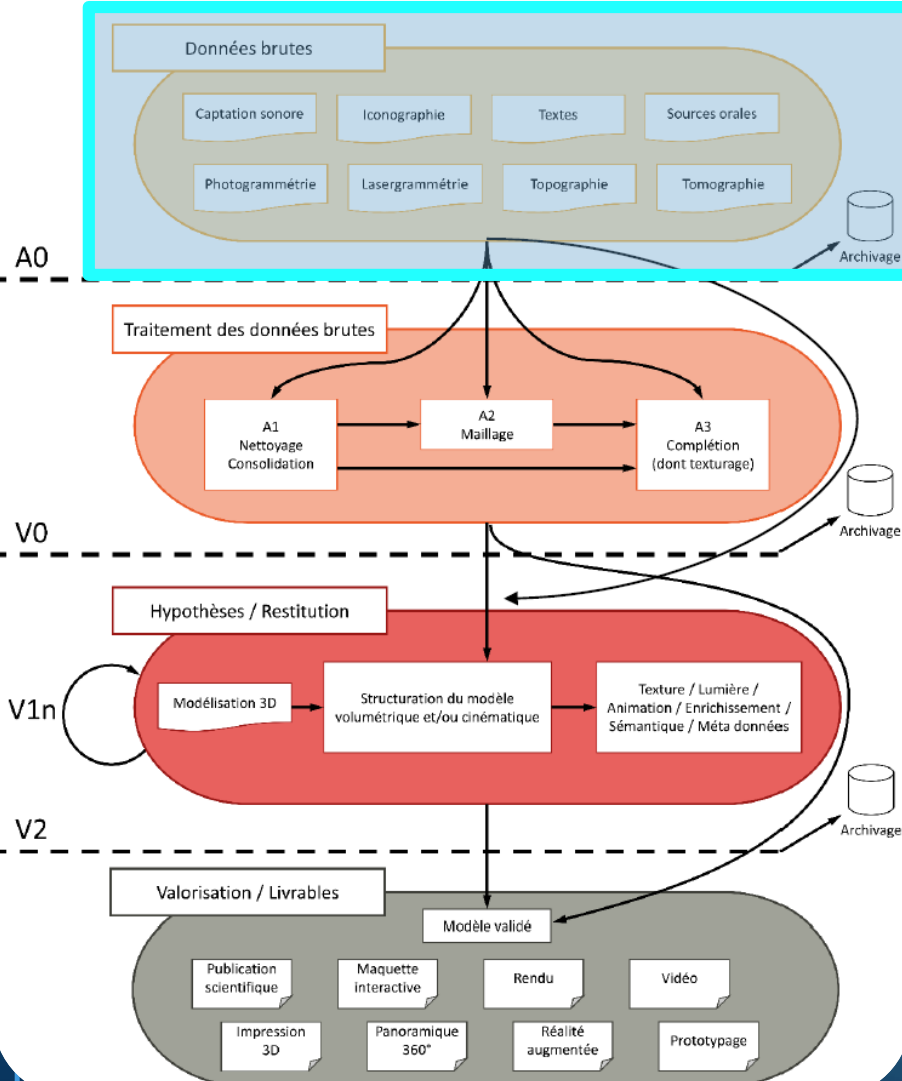 Données brutes
Captation sonore
Iconographie
Textes
Sources orales
Photogrammétrie
Lasergrammétrie
Topographie
Tomographie
Archivage
A0
Traitement des données brutes
A1
Nettoyage
Consolidation
A2
Maillage
A3
Complétion
(dont texturage)
Archivage
V0
Hypothèses / Restitution
V1n
Modélisation 3D
Structuration du modèle
volumétrique et/ou cinématique
Texture / Lumière /
Animation / Enrichissement /
Sémantique / Méta données
Archivage
V2
Valorisation / Livrables
Modèle validé
Publication
scientifique
Maquette
interactive
Rendu
Vidéo
Impression
3D
Panoramique
360°
Réalité
augmentée
Prototypage